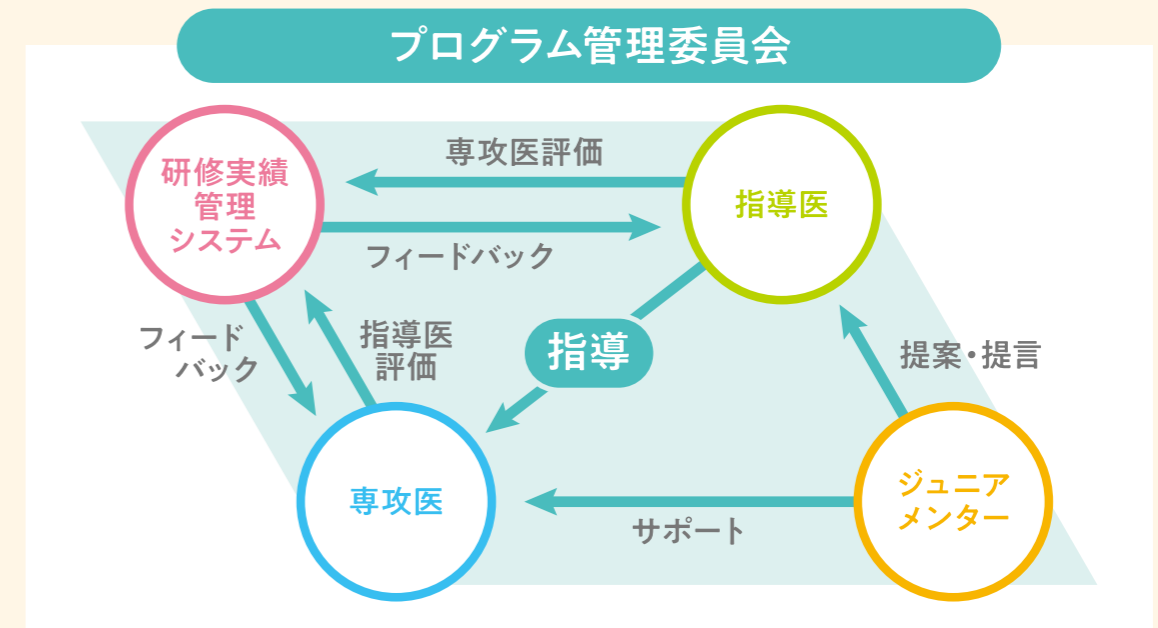 プログラム管理委員会
専攻医評価
研修実績
管理
システム
指導医
フィードバック
フィード
バック
指導医
評価
指導
提案・提言
専攻医
ジュニア
メンター
サポート